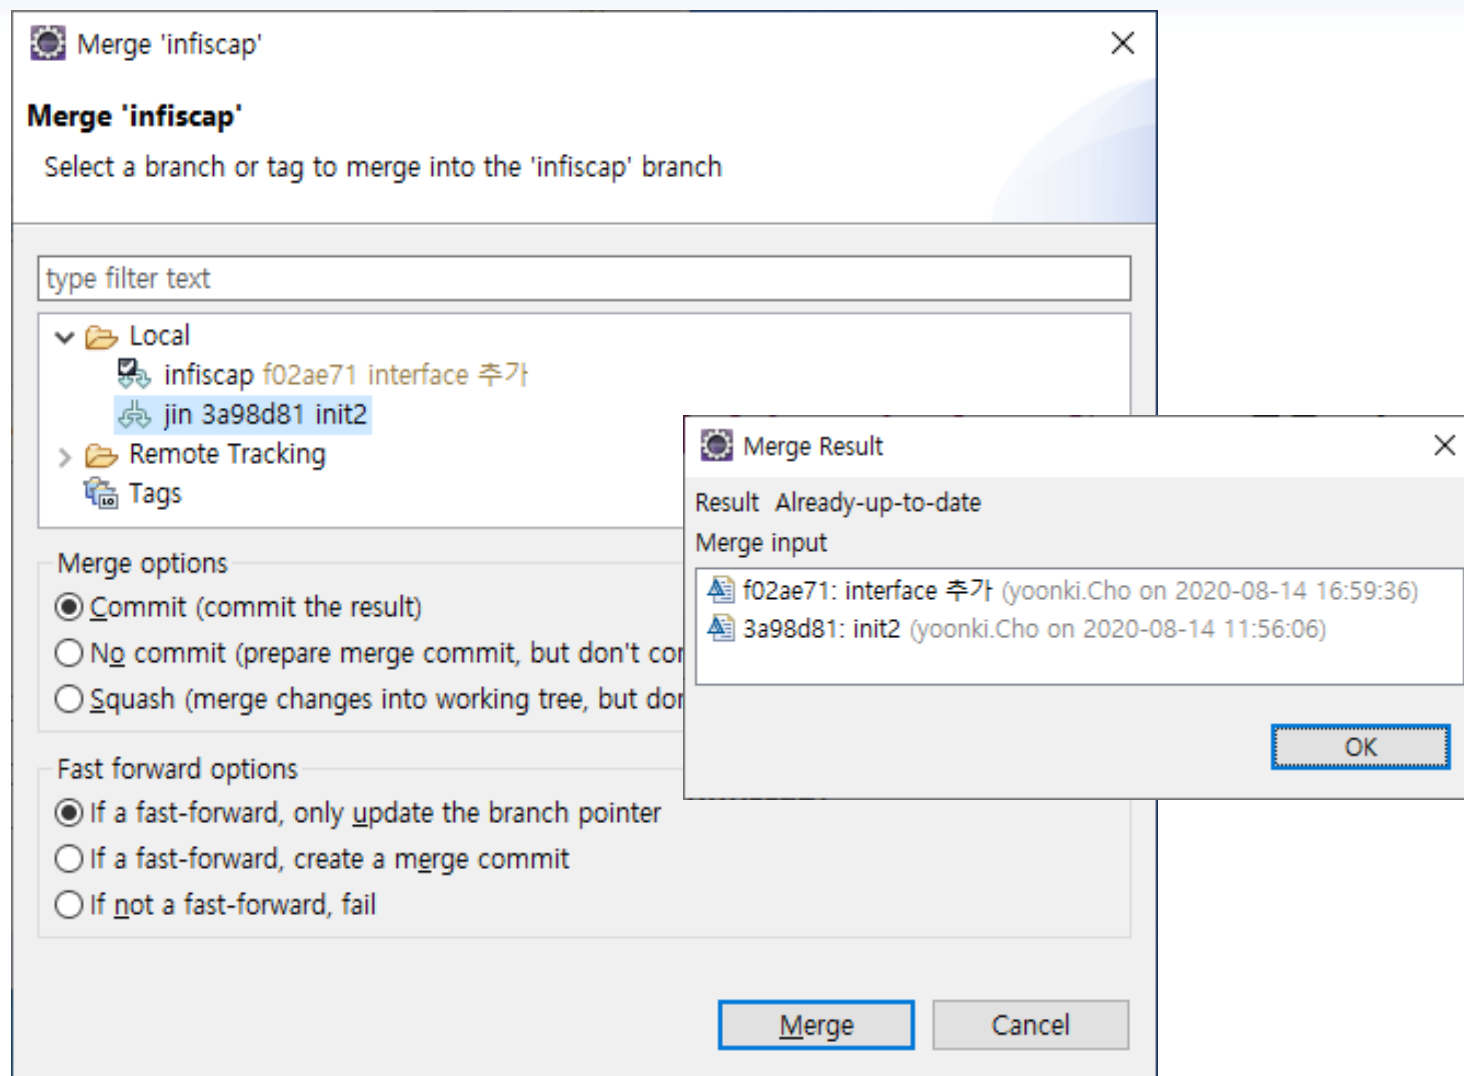 Merge 'infiscap'
Merge 'infiscap'
Select a branch or tag to merge into the 'infiscap' branch
type filter text
Local
infiscap f02ae71 interface 추가
jin 3a98d81 init2
Remote Tracking
Tags
Merge options
Commit (commit the result)
No commit (prepare merge commit, but don't
Squash (merge changes into working tree, but
Fast forward options
If a fast-forward, only update the branch pointer
If a fast-forward, create a merge commit
If not a fast-forward, fail
Merge
Cancel
Merge Result
Result Already-up-to-date
Merge input
f02ae71: interface 추가 (yoonki.Cho on 2020-08-14 16:59:36)
3a98d81: init2 (yoonki.Cho on 2020-08-14 11:56:06)
OK